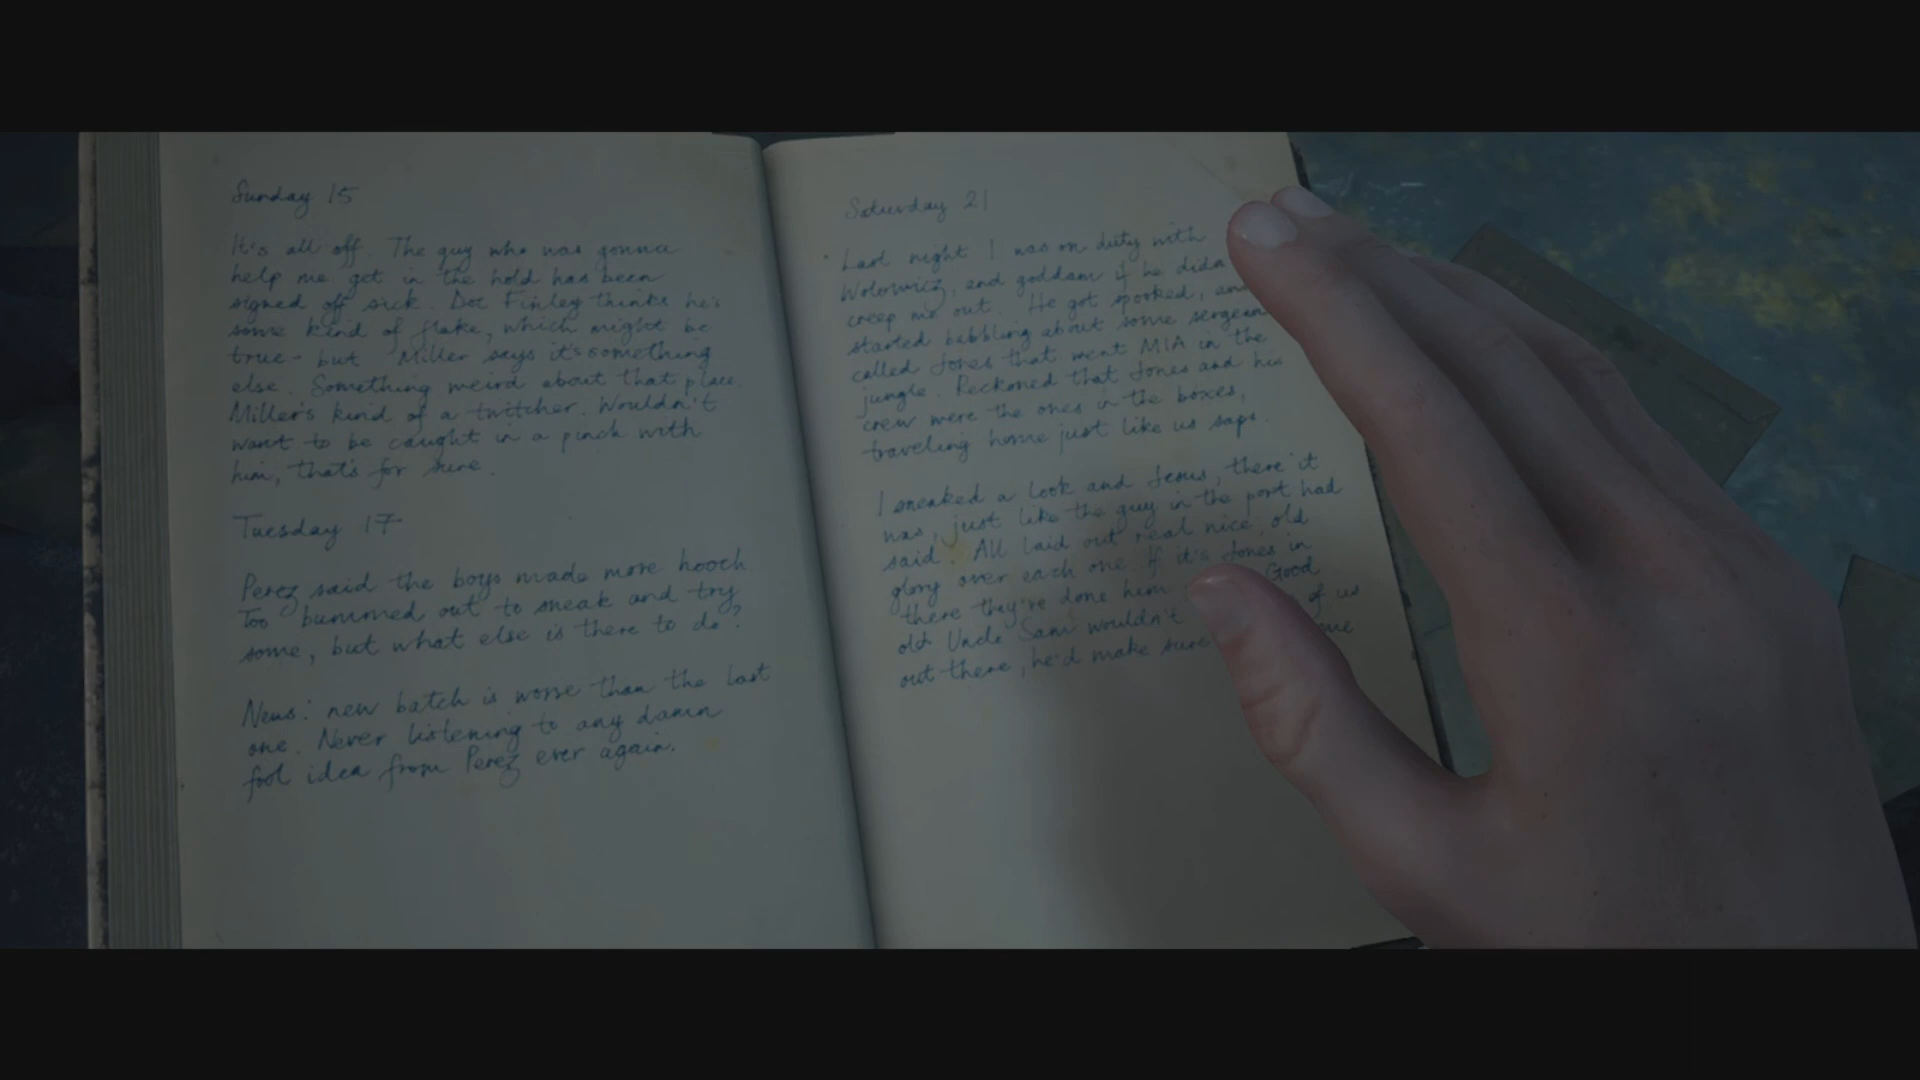 Sunday 15
It's all off. The guy who was gonna
help me get in the hold has been
signed off sick. Doc Finley thinks he's
some kind of flake, which might be
true - but Miller says it's something
else. Something weird about that place.
Miller's kind of a twitcher. Wouldn't
want to be caught in a pinch with
him, that's for sure.
Tuesday 17
Perez said the boys made more hooch
Too bummed out to sneak and try
some, but what else is there to do?
News: new batch is worse than the last
one. Never listening to any damn
fool idea from Perez ever again.
Saturday 21
Last night I was on duty with
Wolowicz, and goddam if he didn
creep me out. He got spooked, and
started babbling about some sergean
called Jones that went MIA in the
jungle. Reckoned that Jones and his
crew were the ones in the boxes,
traveling home just like us saps.
I sneaked a look and Jesus, there it
was, just like the guy in the port had
said. All laid out real nice, old
glory over each one. If it's Jones in
there they've done him Good
old Uncle Sam wouldn't of us
out there, he'd make sure